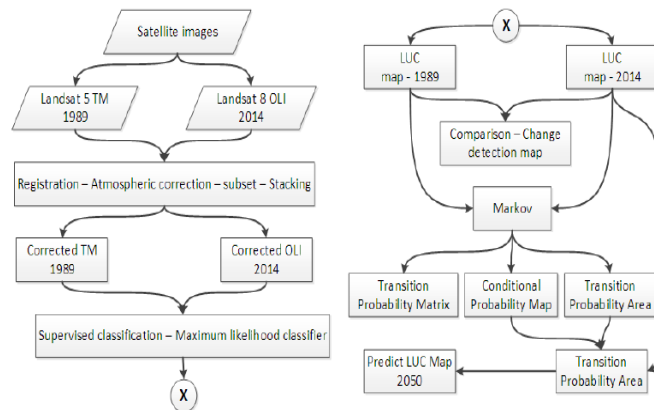 Satellite images
Landsat 5 TM
1989
Landsat 8 OLI
2014
Registration – Atmospheric correction – subset – Stacking
Corrected TM
1989
Corrected OLI
2014
Supervised classification – Maximum likelihood classifier
X
X
LUC
map - 1989
LUC
map - 2014
Comparison – Change
detection map
Markov
Transition
Probability Matrix
Conditional
Probability Map
Transition
Probability Area
Predict LUC Map
2050
Transition
Probability Area